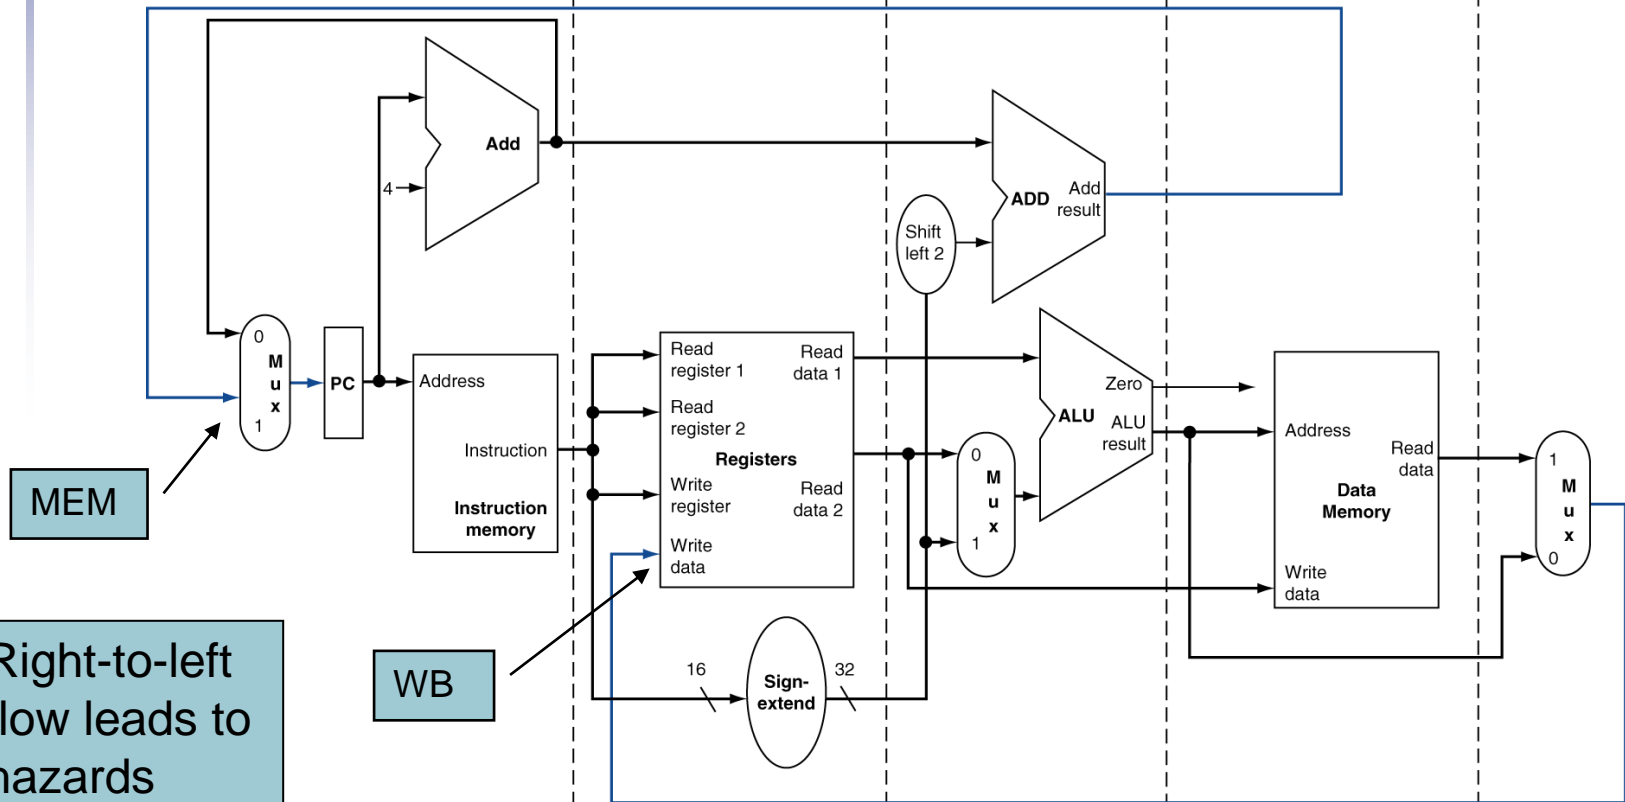 Add
4
ADD
Add
result
Shift
left 2
0
M
u
x
1
PC
Address
Instruction
Instruction
memory
Read
register 1
Read
register 2
Write
register
Write
data
Registers
Read
data 1
Read
data 2
0
M
u
x
1
Zero
ALU
ALU
result
Address
Read
data
Data
Memory
Write
data
1
M
u
x
0
MEM
WB
16
Sign-
extend
32
Right-to-left
low leads to
hazards